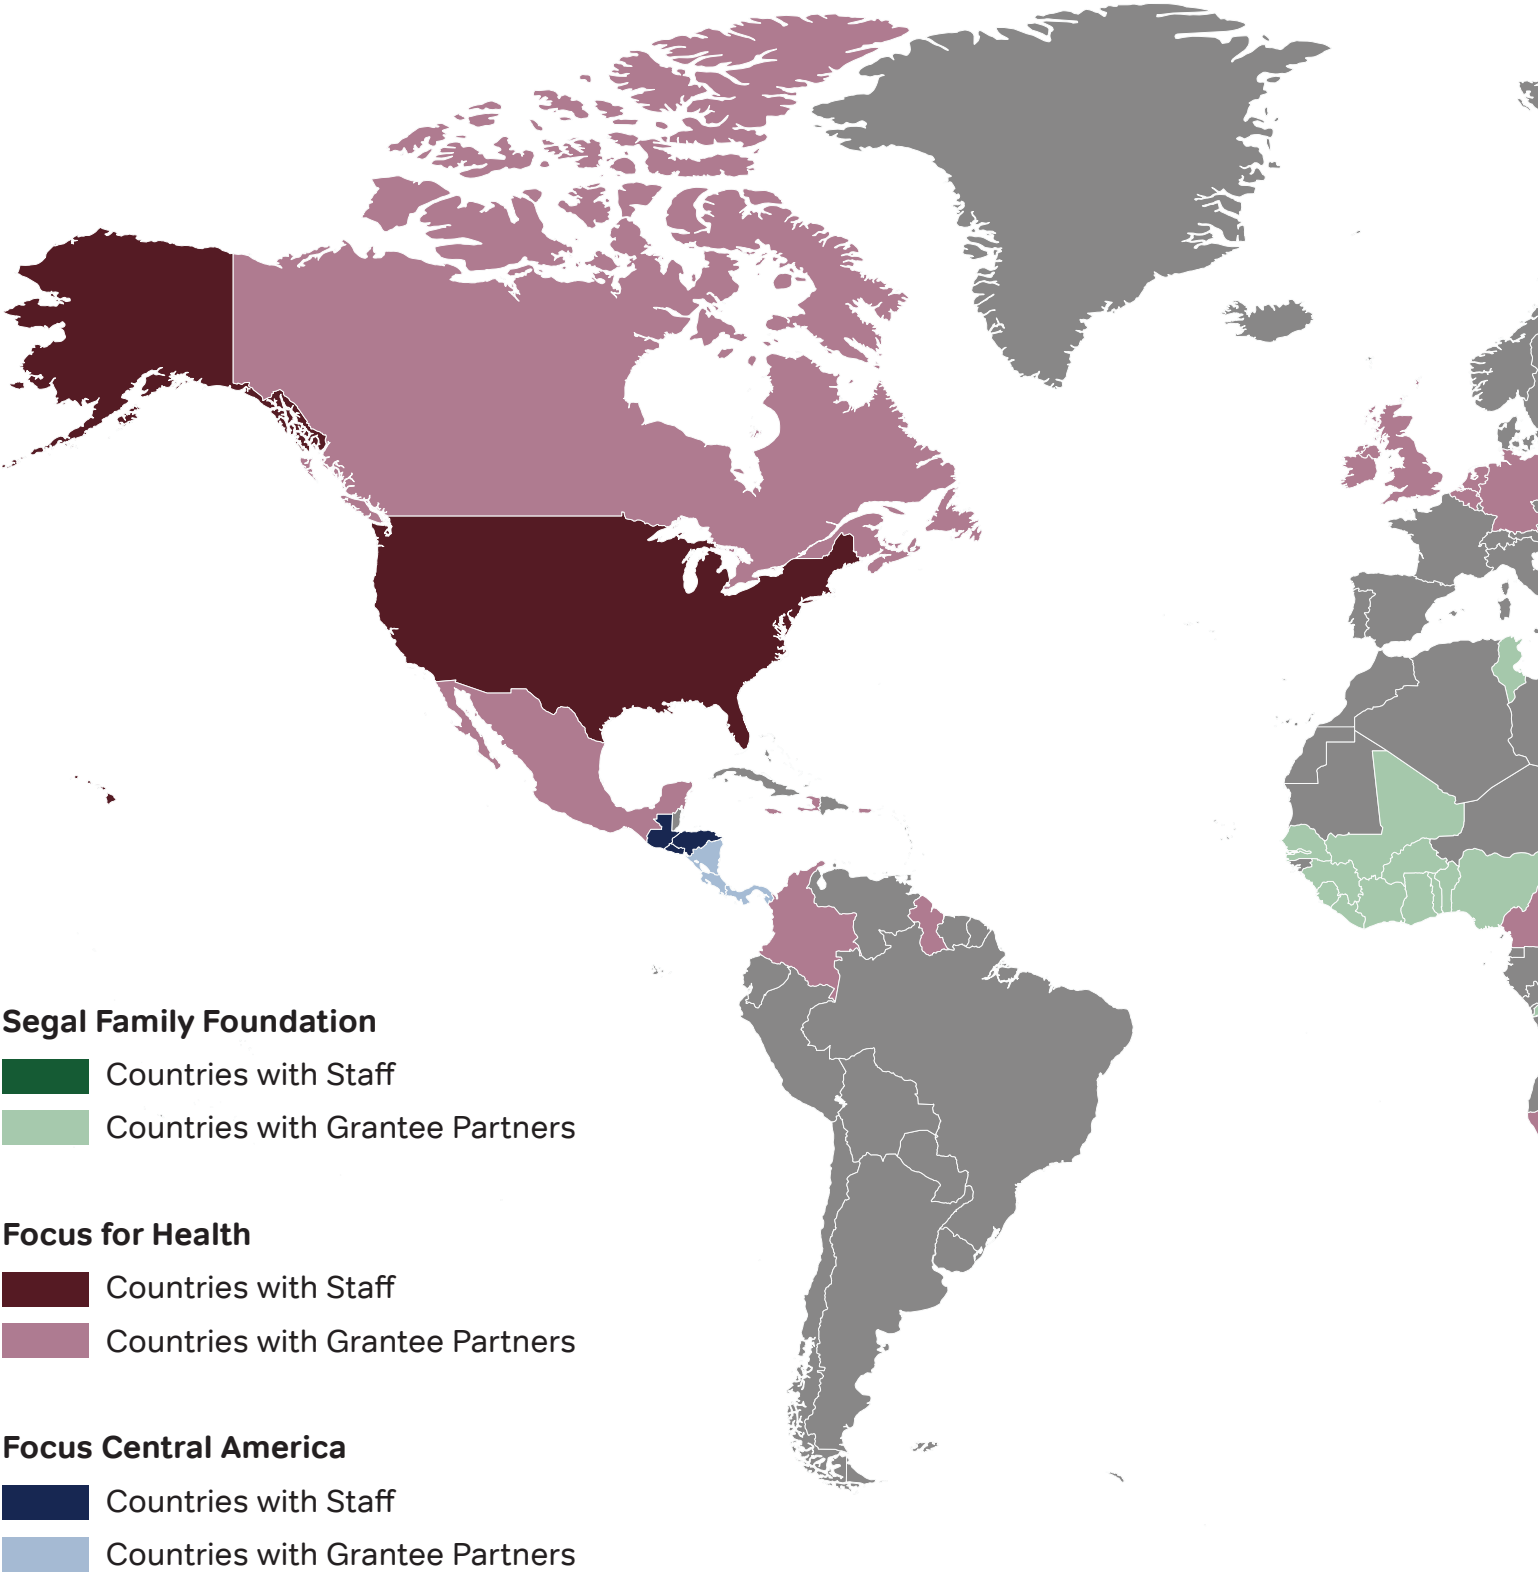 Segal Family Foundation
Countries with Staff
Countries with Grantee Partners
Focus for Health
Countries with Staff
Countries with Grantee Partners
Focus Central America
Countries with Staff
Countries with Grantee Partners